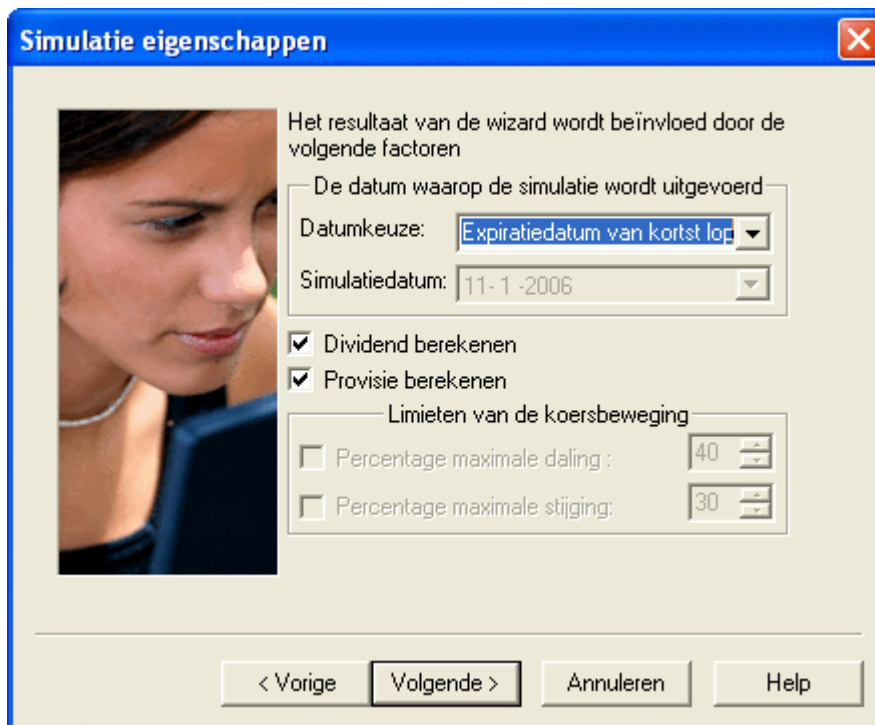 Simulatie eigenschappen
Het resultaat van de wizard wordt beïnvloed door de
volgende factoren
De datum waarop de simulatie wordt uitgevoerd
Datumkeuze: Expiratiedatum van kortst lop
Simulatiedatum: 11- 1 -2006
Dividend berekenen
Provisie berekenen
Limieten van de koersbeweging
Percentage maximale daling : 40
Percentage maximale stijging: 30
< Vorige Volgende > Annuleren Help